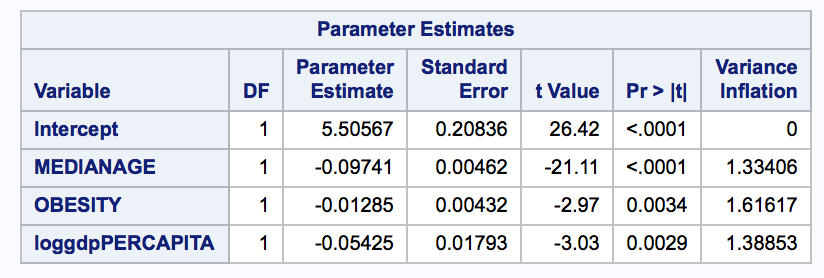 Parameter Estimates
Variable DF Parameter Estimate Standard Error t Value Pr > |t| Variance Inflation
Intercept 1 5.50567 0.20836 26.42 <.0001 0
MEDIANAGE 1 -0.09741 0.00462 -21.11 <.0001 1.33406
OBESITY 1 -0.01285 0.00432 -2.97 0.0034 1.61617
loggdpPERCAPITA 1 -0.05425 0.01793 -3.03 0.0029 1.38853